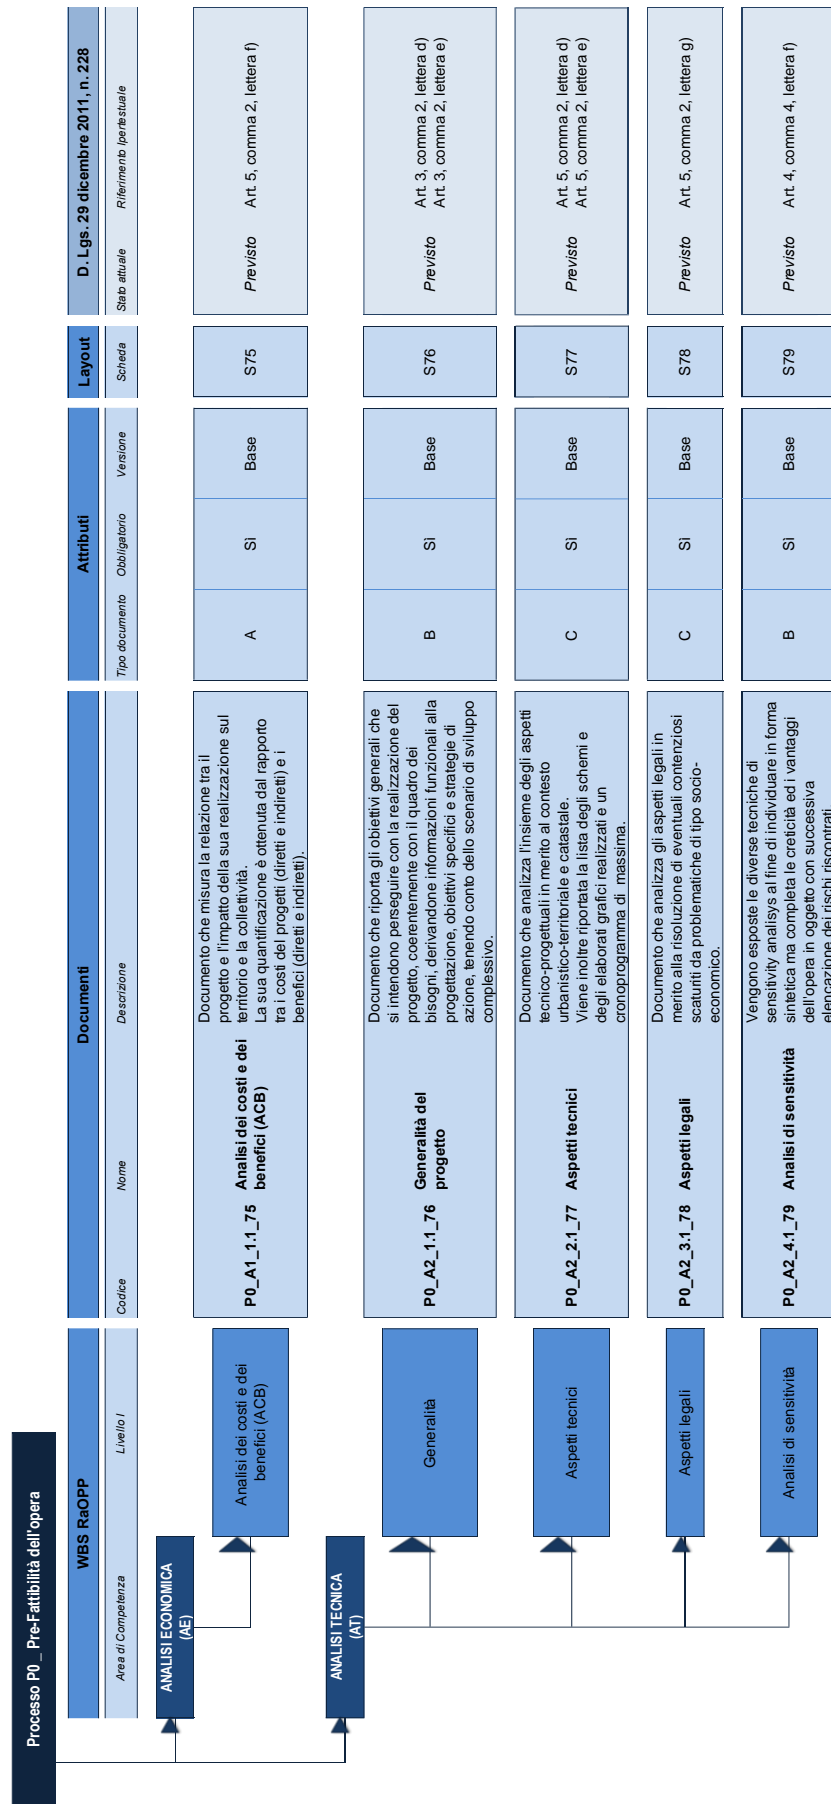 Processo P0 _ Pre-Fattibilità dell'opera
WBS RaOPP
Documenti
Attributi
Layout
D. Lgs. 29 dicembre 2011, n. 228
Area di Competenza
Livello I
Codice
Nome
Descrizione
Tipo documento
Obbligatorio
Versione
Scheda
Stato attuale
Riferimento Ipertestuale
ANALISI ECONOMICA
(AE)
Analisi dei costi e dei
benefici (ACB)
P0_A1_1.1_75
Analisi dei costi e dei
benefici (ACB)
Documento che misura la relazione tra il
progetto e l'impatto della sua realizzazione sul
territorio e la collettività.
La sua quantificazione è ottenuta dal rapporto
tra i costi del progetti (diretti e indiretti) e i
benefici (diretti e indiretti).
A
Sì
Base
S75
Previsto
Art. 5, comma 2, lettera f)
ANALISI TECNICA
(AT)
Generalità
P0_A2_1.1_76
Generalità del
progetto
Documento che riporta gli obiettivi generali che
si intendono perseguire con la realizzazione del
progetto, coerentemente con il quadro dei
bisogni, derivandone informazioni funzionali alla
progettazione, obiettivi specifici e strategie di
azione, tenendo conto dello scenario di sviluppo
complessivo.
B
Sì
Base
S76
Previsto
Art. 3, comma 2, lettera d)
Art. 3, comma 2, lettera e)
Aspetti tecnici
P0_A2_2.1_77
Aspetti tecnici
Documento che analizza l'insieme degli aspetti
tecnico-progettuali in merito al contesto
urbanistico-territoriale e catastale.
Viene inoltre riportata la lista degli schemi e
degli elaborati grafici realizzati e un
cronoprogramma di massima.
C
Sì
Base
S77
Previsto
Art. 5, comma 2, lettera d)
Art. 5, comma 2, lettera e)
Aspetti legali
P0_A2_3.1_78
Aspetti legali
Documento che analizza gli aspetti legali in
merito alla risoluzione di eventuali contenziosi
scaturiti da problematiche di tipo socio-
economico.
C
Sì
Base
S78
Previsto
Art. 5, comma 2, lettera g)
Analisi di sensitività
P0_A2_4.1_79
Analisi di sensitività
Vengono esposte le diverse tecniche di
sensitivity analisys al fine di individuare in forma
sintetica ma completa le creticità ed i vantaggi
dell'opera in oggetto con successiva
elencazione dei rischi riscontrati
B
Sì
Base
S79
Previsto
Art. 4, comma 4, lettera f)